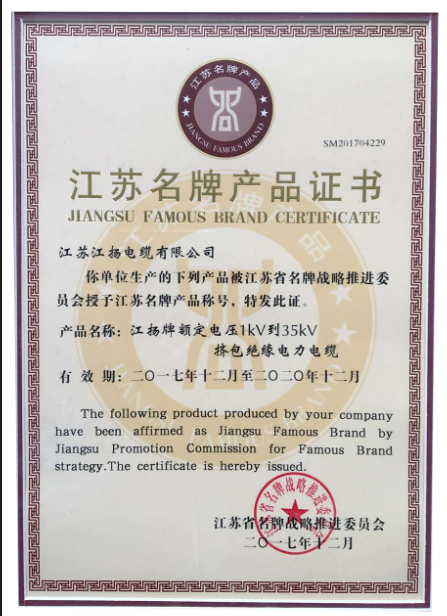 江苏名牌产品
JIANGSU FAMOUS BRAND
SM201704229
江苏名牌产品证书
JIANGSU FAMOUS BRAND CERTIFICATE
江苏江扬电缆有限公司
你单位生产的下列产品被江苏省名牌战略推进委
员会授予江苏名牌产品称号，特发此证。
产品名称：江扬牌额定电压1kV到35kV
挤包绝缘电力电缆
有 效 期：二〇一七年十二月至二〇二〇年十二月
The following product produced by your company
have been affirmed as Jiangsu Famous Brand by
Jiangsu Promotion Commission for Famous Brand
strategy.The certificate is hereby issued.
江苏省名牌战略推进委员会
江苏省名牌战略推进委员会
二〇一七年十二月